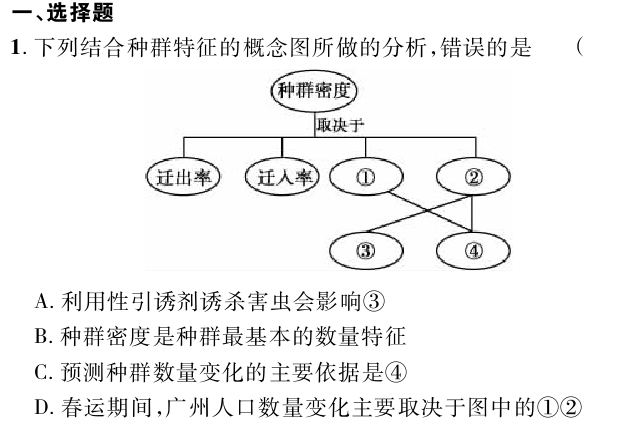 一、选择题
1. 下列结合种群特征的概念图所做的分析,错误的是 (
种群密度
取决于
迁出率 迁入率 ① ②
③ ④
A. 利用性引诱剂诱杀害虫会影响③
B. 种群密度是种群最基本的数量特征
C. 预测种群数量变化的主要依据是④
D. 春运期间,广州人口数量变化主要取决于图中的①②